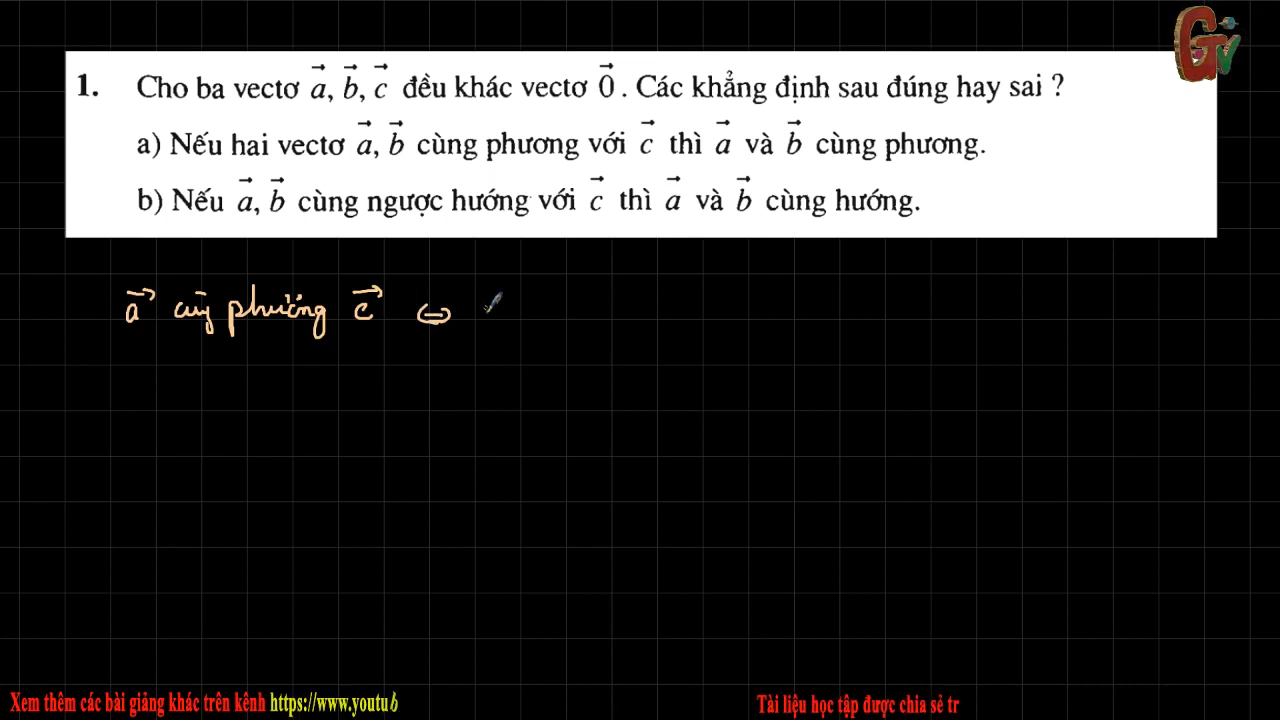 GTV
1. Cho ba vectơ a⃗, b⃗, c⃗ đều khác vectơ 0⃗ . Các khẳng định sau đúng hay sai ?
a) Nếu hai vectơ a⃗, b⃗ cùng phương với c⃗ thì a⃗ và b⃗ cùng phương.
b) Nếu a⃗, b⃗ cùng ngược hướng với c⃗ thì a⃗ và b⃗ cùng hướng.
a⃗ cùng phương c⃗ ⇔
Xem thêm các bài giảng khác trên kênh https://www.youtub
Tài liệu học tập được chia sẻ tr